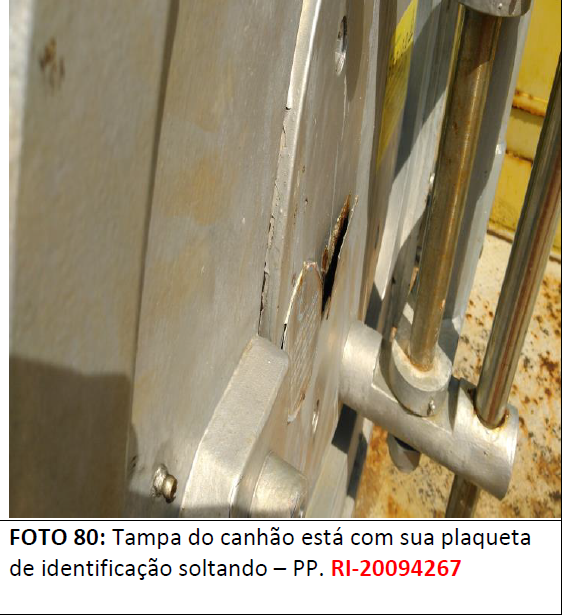 FOTO 80: Tampa do canhão está com sua plaqueta
de identificação soltando – PP. RI-20094267